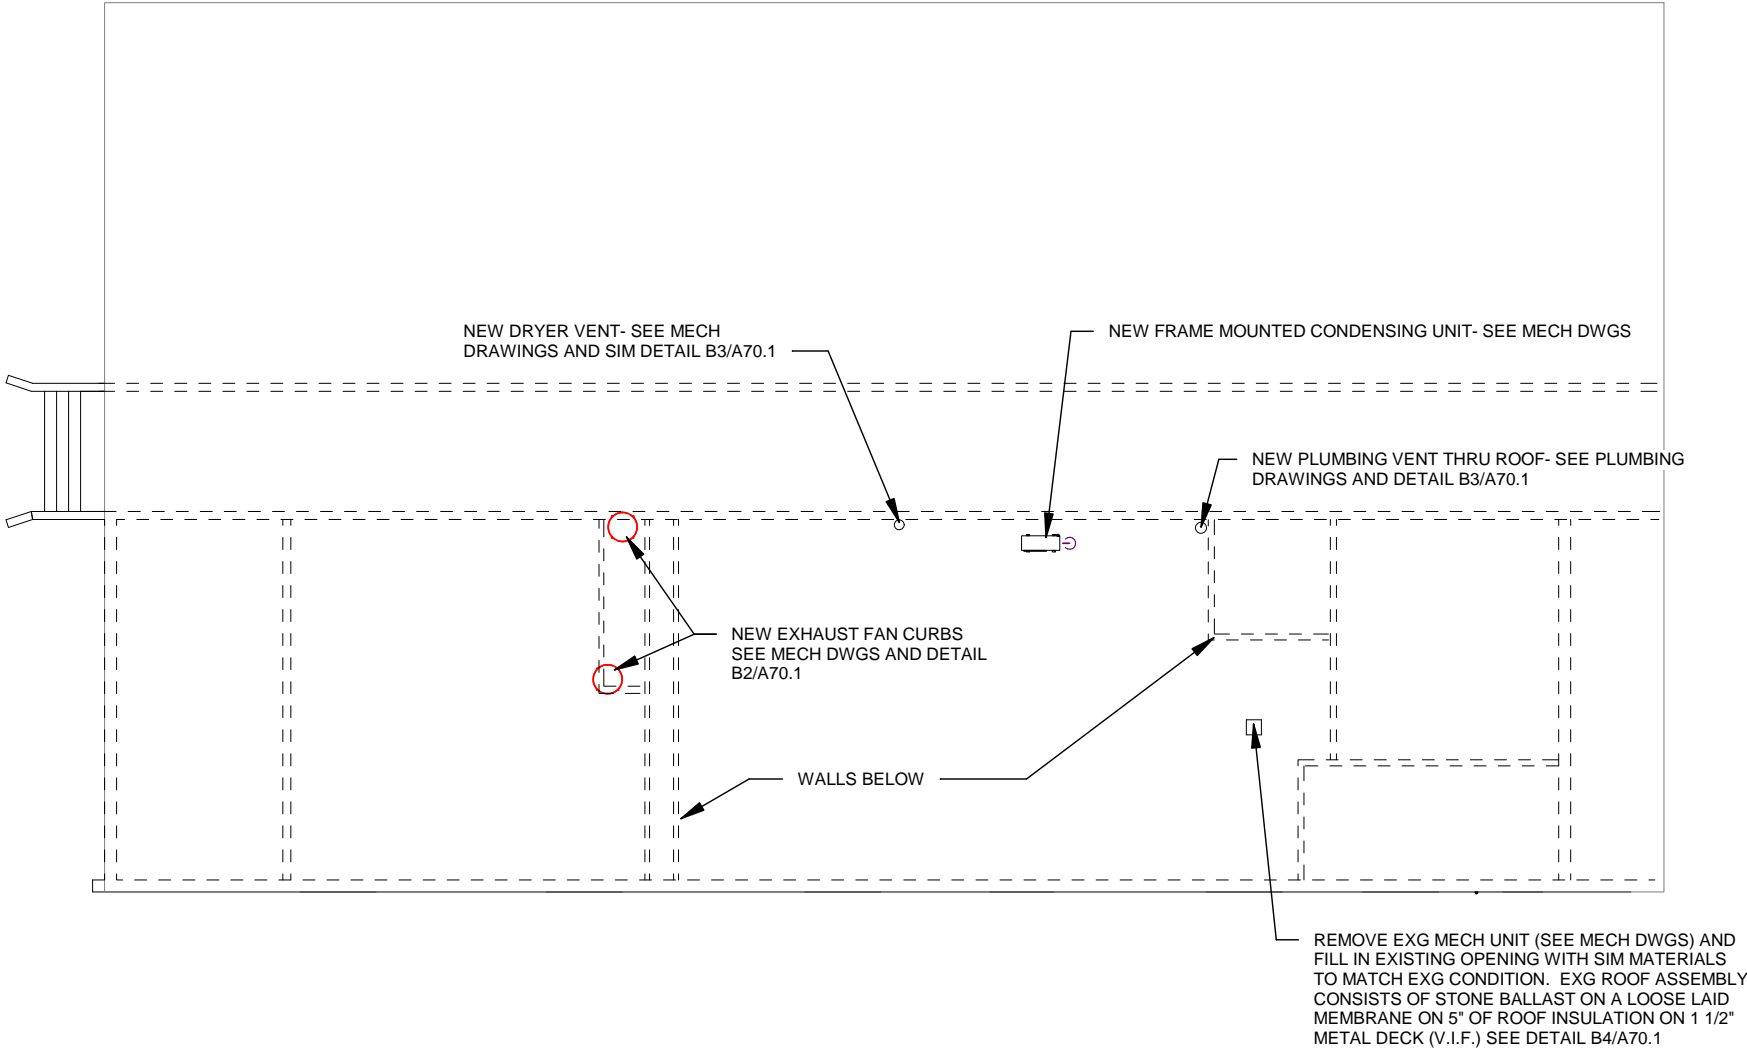 NEW DRYER VENT- SEE MECH
DRAWINGS AND SIM DETAIL B3/A70.1
NEW FRAME MOUNTED CONDENSING UNIT- SEE MECH DWGS
NEW PLUMBING VENT THRU ROOF- SEE PLUMBING
DRAWINGS AND DETAIL B3/A70.1
NEW EXHAUST FAN CURBS
SEE MECH DWGS AND DETAIL
B2/A70.1
WALLS BELOW
REMOVE EXG MECH UNIT (SEE MECH DWGS) AND
FILL IN EXISTING OPENING WITH SIM MATERIALS
TO MATCH EXG CONDITION.  EXG ROOF ASSEMBLY
CONSISTS OF STONE BALLAST ON A LOOSE LAID
MEMBRANE ON 5" OF ROOF INSULATION ON 1 1/2"
METAL DECK (V.I.F.) SEE DETAIL B4/A70.1